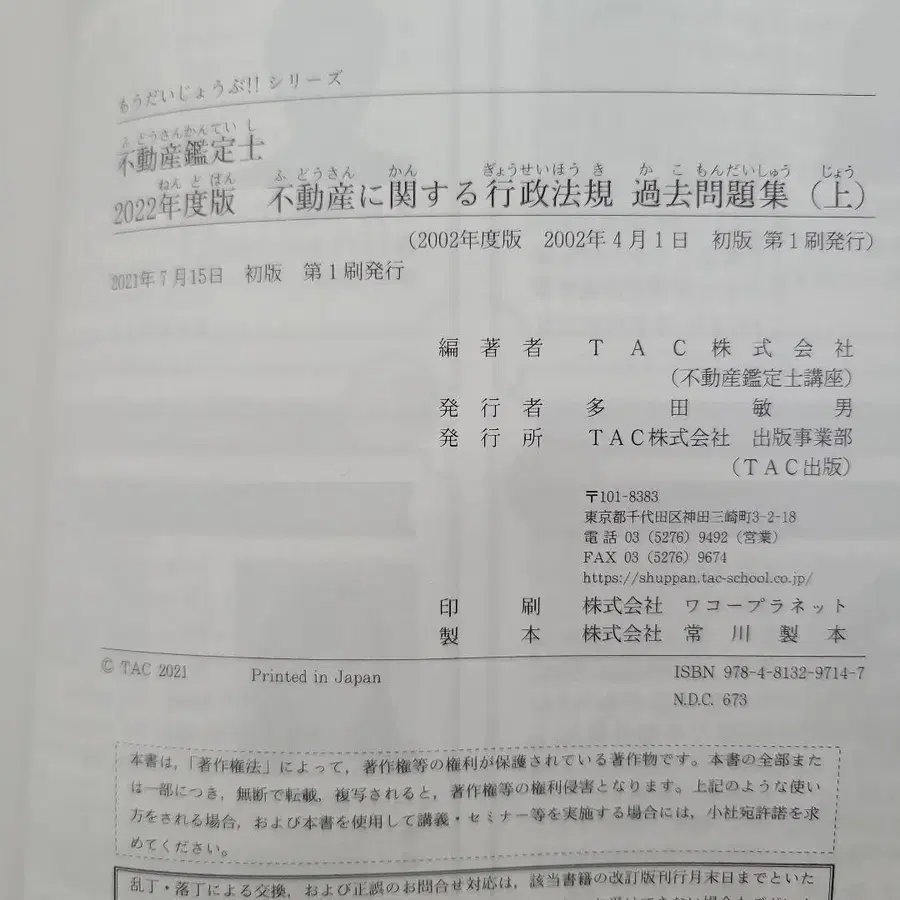 もうだいじょうぶ!! シリーズ
ふどうさんかんていし
不動産鑑定士
ねんどばん ふどうさん かん ぎょうせいほうき かこもんだいしゅう じょう
2022年度版 不動産に関する行政法規 過去問題集（上）
（2002年度版 2002年4月1日 初版 第1刷発行）
2021年7月15日 初版 第1刷発行
編著者 TAC株式会社
（不動産鑑定士講座）
発行者 多田敏男
発行所 TAC株式会社 出版事業部
（TAC出版）
〒101-8383
東京都千代田区神田三崎町3-2-18
電話 03（5276）9492（営業）
FAX 03（5276）9674
https://shuppan.tac-school.co.jp/
印刷 株式会社 ワコープラネット
製本 株式会社 常川製本
© TAC 2021 Printed in Japan ISBN 978-4-8132-9714-7
N.D.C. 673
本書は，「著作権法」によって，著作権等の権利が保護されている著作物です。本書の全部また
は一部につき，無断で転載，複写されると，著作権等の権利侵害となります。上記のような使い
方をされる場合，および本書を使用して講義・セミナー等を実施する場合には，小社宛許諾を求
めてください。
乱丁・落丁による交換，および正誤のお問合せ対応は，該当書籍の改訂版刊行月末日までといた